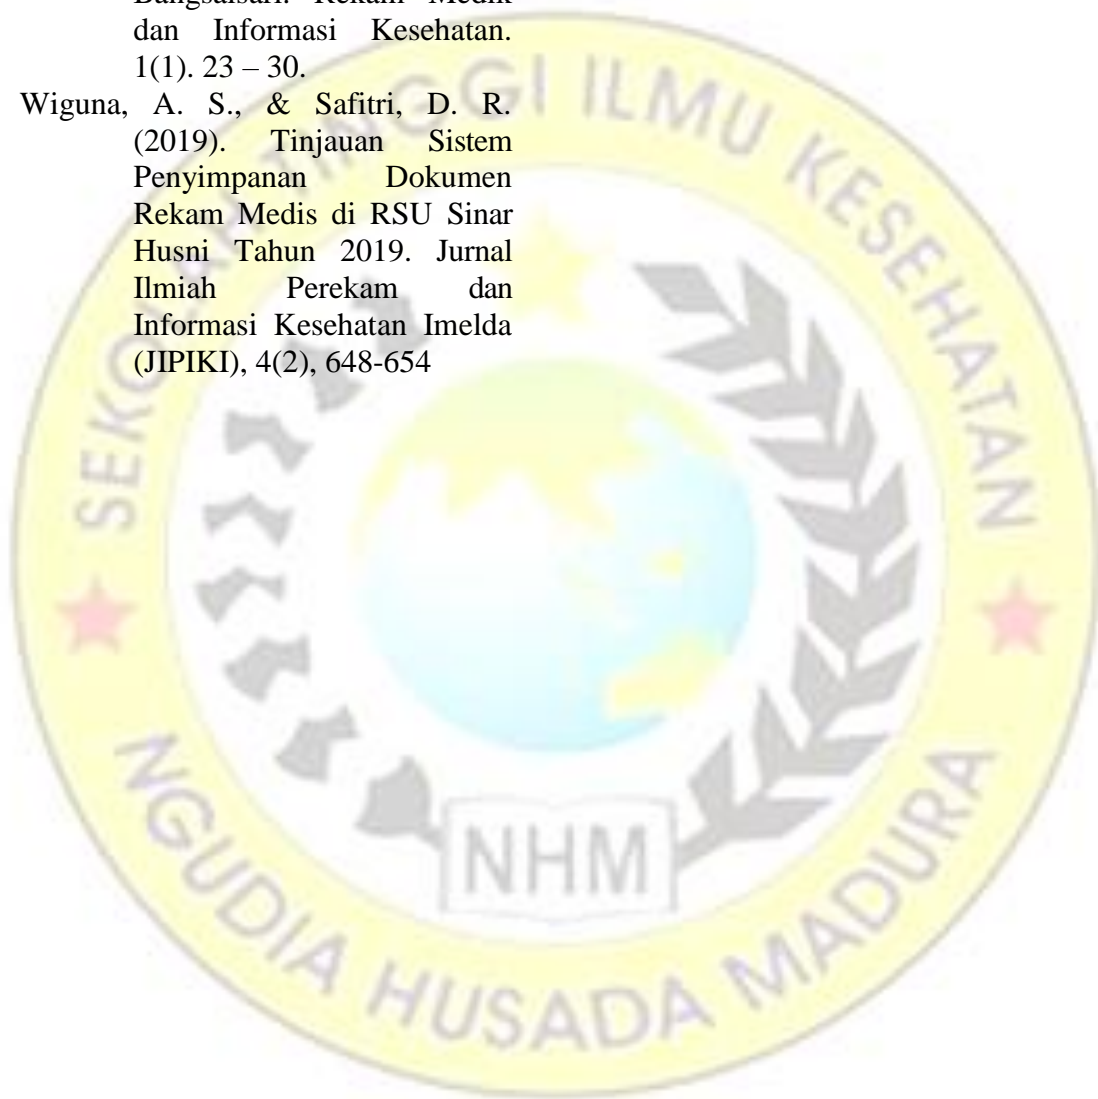 Bangsalsari. Rekam Medik
dan Informasi Kesehatan.
1(1). 23 – 30.
Wiguna, A. S., & Safitri, D. R.
(2019). Tinjauan Sistem
Penyimpanan Dokumen
Rekam Medis di RSU Sinar
Husni Tahun 2019. Jurnal
Ilmiah Perekam dan
Informasi Kesehatan Imelda
(JIPIKI), 4(2), 648-654
SEKOLAH TINGGI ILMU KESEHATAN
NHM
NGUDIA HUSADA MADURA